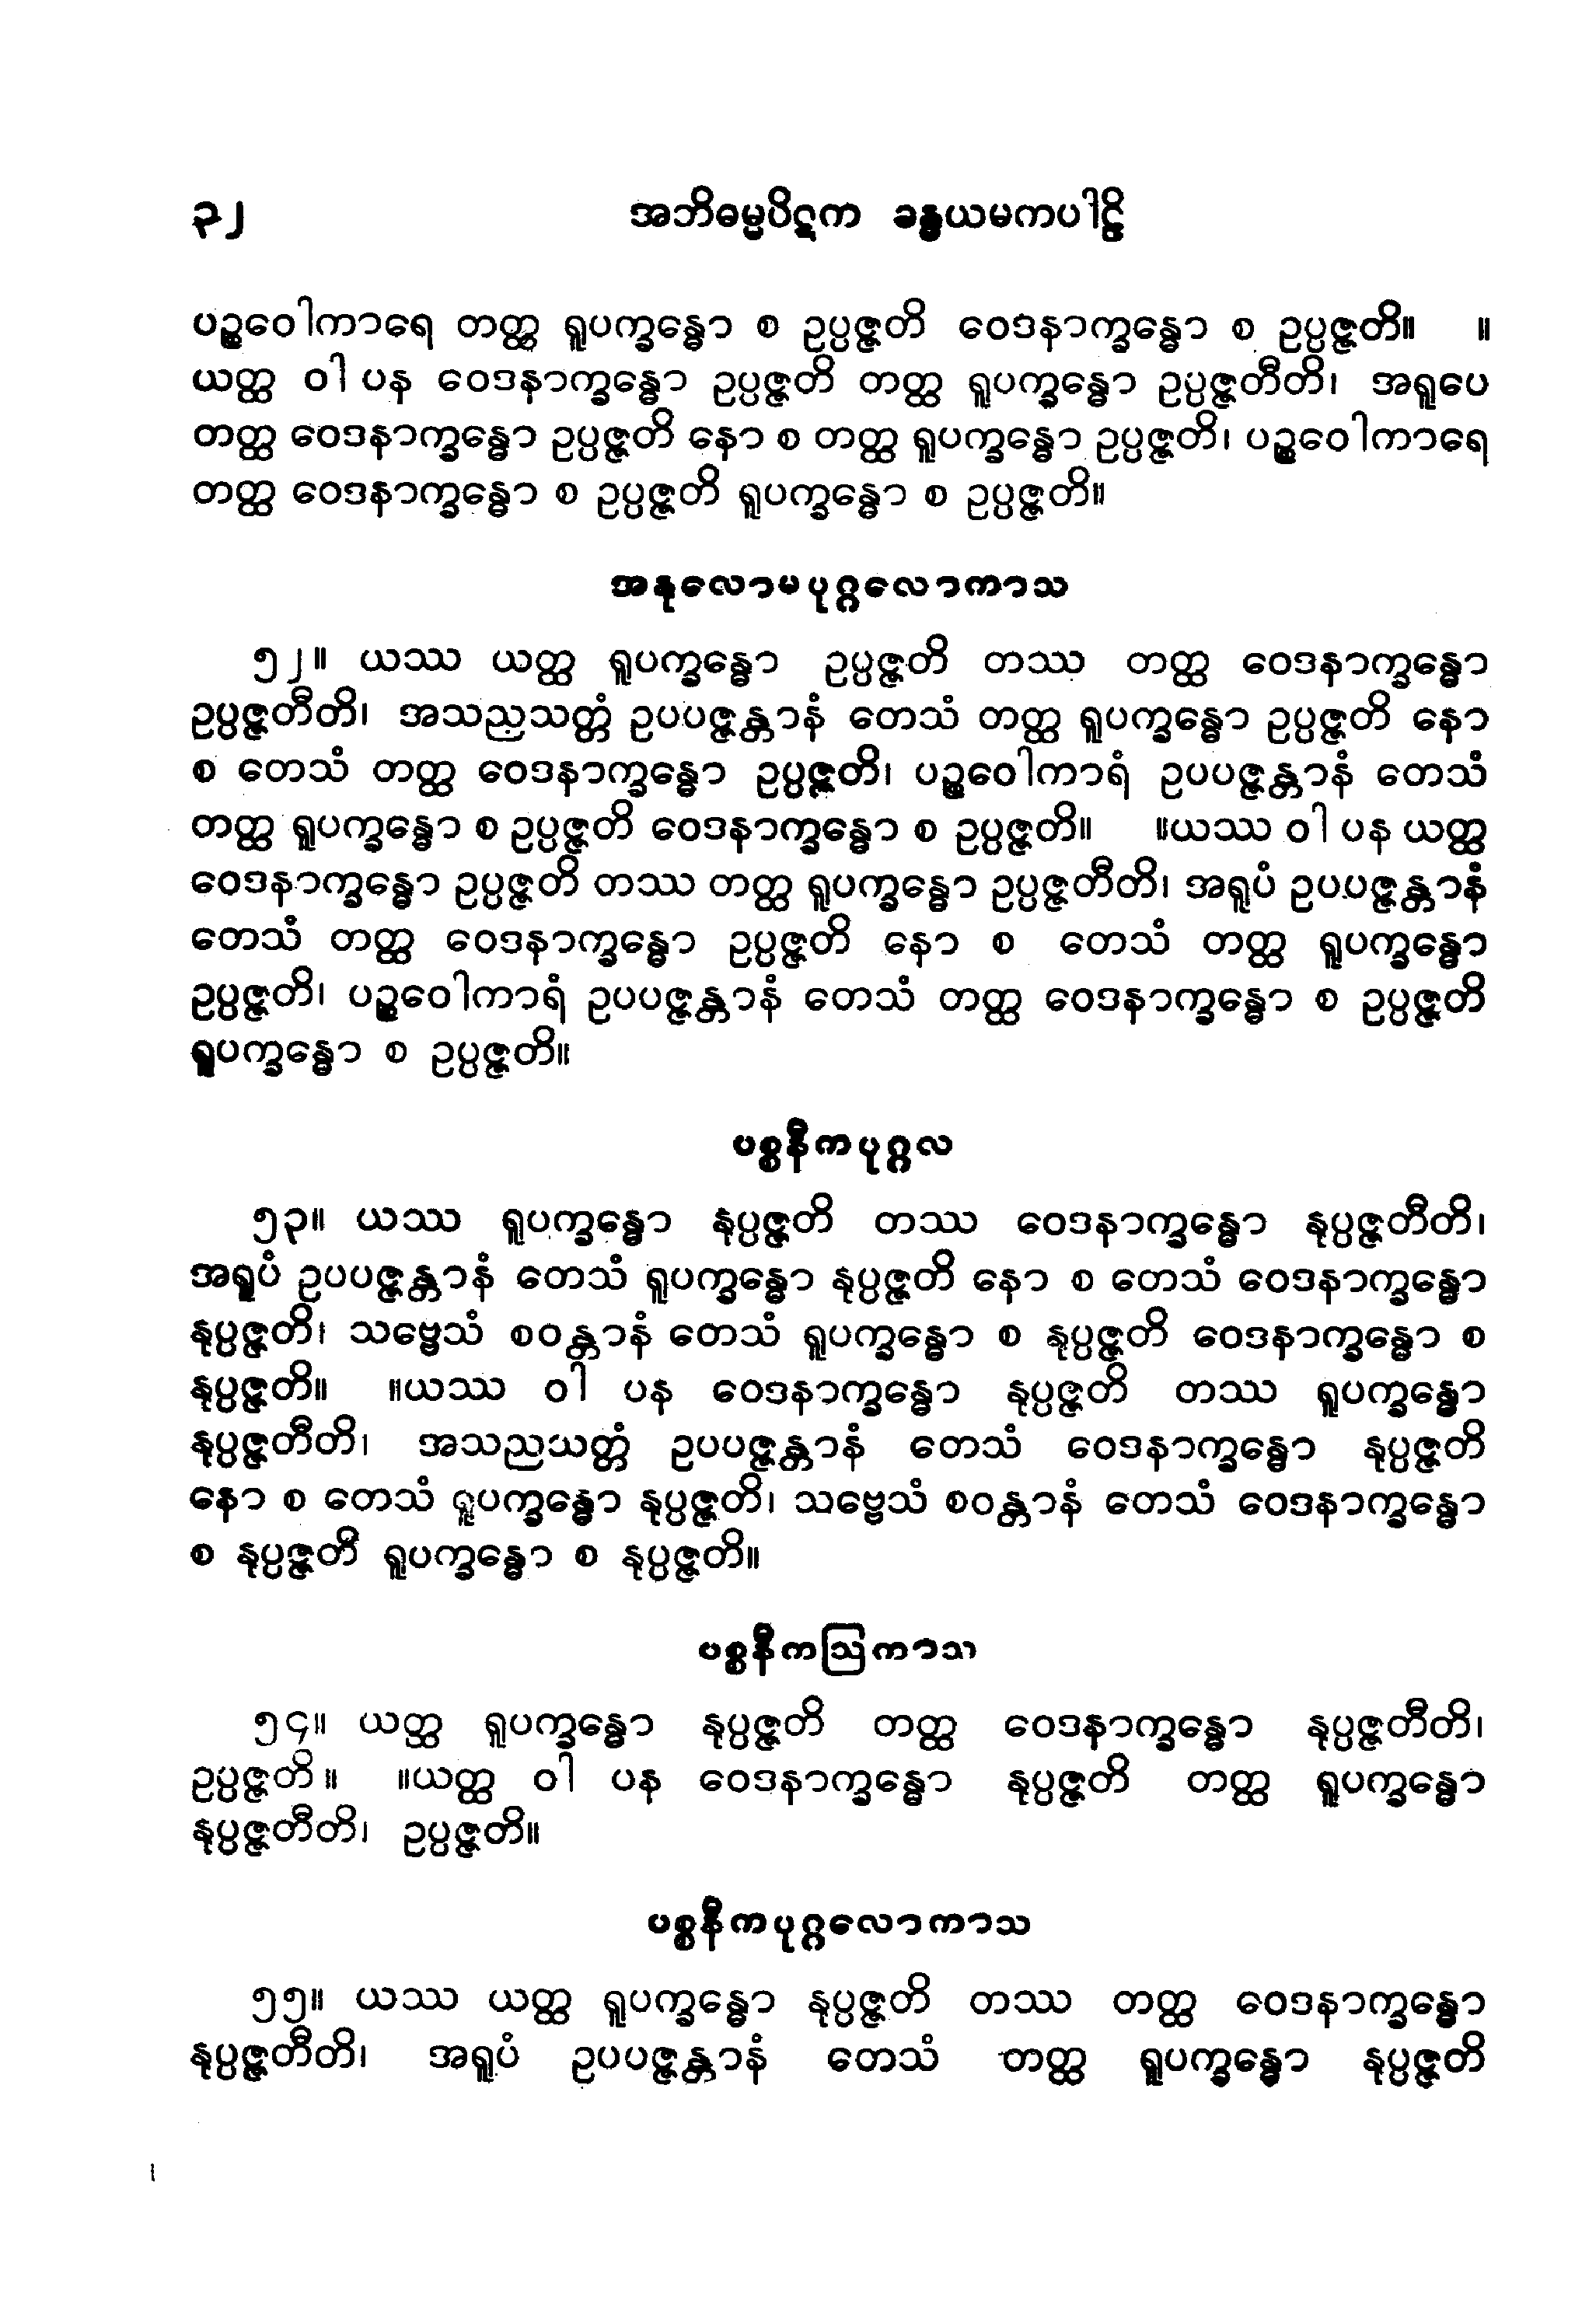 ၃၂ အဘိဓမ္မပိဋက ခန္ဓယမကပါဠိ
ပဉ္စဝေါကာရေ တတ္ထ ရူပက္ခန္ဓော စ ဥပ္ပဇ္ဇတိ ဝေဒနာက္ခန္ဓော စ ဥပ္ပဇ္ဇတိ။ ။
ယတ္ထ ဝါ ပန ဝေဒနာက္ခန္ဓော ဥပ္ပဇ္ဇတိ တတ္ထ ရူပက္ခန္ဓော ဥပ္ပဇ္ဇတီတိ၊ အရူပေ
တတ္ထ ဝေဒနာက္ခန္ဓော ဥပ္ပဇ္ဇတိ နော စ တတ္ထ ရူပက္ခန္ဓော ဥပ္ပဇ္ဇတိ၊ ပဉ္စဝေါကာရေ
တတ္ထ ဝေဒနာက္ခန္ဓော စ ဥပ္ပဇ္ဇတိ ရူပက္ခန္ဓော စ ဥပ္ပဇ္ဇတိ။
အနုလောမပုဂ္ဂလောကာသ
၅၂။ ယဿ ယတ္ထ ရူပက္ခန္ဓော ဥပ္ပဇ္ဇတိ တဿ တတ္ထ ဝေဒနာက္ခန္ဓော
ဥပ္ပဇ္ဇတီတိ၊ အသညသတ္တံ ဥပပဇ္ဇန္တာနံ တေသံ တတ္ထ ရူပက္ခန္ဓော ဥပ္ပဇ္ဇတိ နော
စ တေသံ တတ္ထ ဝေဒနာက္ခန္ဓော ဥပ္ပဇ္ဇတိ၊ ပဉ္စဝေါကာရံ ဥပပဇ္ဇန္တာနံ တေသံ
တတ္ထ ရူပက္ခန္ဓော စ ဥပ္ပဇ္ဇတိ ဝေဒနာက္ခန္ဓော စ ဥပ္ပဇ္ဇတိ။ ။ယဿ ဝါ ပန ယတ္ထ
ဝေဒနာက္ခန္ဓော ဥပ္ပဇ္ဇတိ တဿ တတ္ထ ရူပက္ခန္ဓော ဥပ္ပဇ္ဇတီတိ၊ အရူပံ ဥပပဇ္ဇန္တာနံ
တေသံ တတ္ထ ဝေဒနာက္ခန္ဓော ဥပ္ပဇ္ဇတိ နော စ တေသံ တတ္ထ ရူပက္ခန္ဓော
ဥပ္ပဇ္ဇတိ၊ ပဉ္စဝေါကာရံ ဥပပဇ္ဇန္တာနံ တေသံ တတ္ထ ဝေဒနာက္ခန္ဓော စ ဥပ္ပဇ္ဇတိ
ရူပက္ခန္ဓော စ ဥပ္ပဇ္ဇတိ။
ပစ္စနီကပုဂ္ဂလ
၅၃။ ယဿ ရူပက္ခန္ဓော နုပ္ပဇ္ဇတိ တဿ ဝေဒနာက္ခန္ဓော နုပ္ပဇ္ဇတီတိ၊
အရူပံ ဥပပဇ္ဇန္တာနံ တေသံ ရူပက္ခန္ဓော နုပ္ပဇ္ဇတိ နော စ တေသံ ဝေဒနာက္ခန္ဓော
နုပ္ပဇ္ဇတိ၊ သဗ္ဗေသံ စဝန္တာနံ တေသံ ရူပက္ခန္ဓော စ နုပ္ပဇ္ဇတိ ဝေဒနာက္ခန္ဓော စ
နုပ္ပဇ္ဇတိ။ ။ယဿ ဝါ ပန ဝေဒနာက္ခန္ဓော နုပ္ပဇ္ဇတိ တဿ ရူပက္ခန္ဓော
နုပ္ပဇ္ဇတီတိ၊ အသညသတ္တံ ဥပပဇ္ဇန္တာနံ တေသံ ဝေဒနာက္ခန္ဓော နုပ္ပဇ္ဇတိ
နော စ တေသံ ရူပက္ခန္ဓော နုပ္ပဇ္ဇတိ၊ သဗ္ဗေသံ စဝန္တာနံ တေသံ ဝေဒနာက္ခန္ဓော
စ နုပ္ပဇ္ဇတိ ရူပက္ခန္ဓော စ နုပ္ပဇ္ဇတိ။
ပစ္စနီကဩကာသ
၅၄။ ယတ္ထ ရူပက္ခန္ဓော နုပ္ပဇ္ဇတိ တတ္ထ ဝေဒနာက္ခန္ဓော နုပ္ပဇ္ဇတီတိ၊
ဥပ္ပဇ္ဇတိ။ ။ယတ္ထ ဝါ ပန ဝေဒနာက္ခန္ဓော နုပ္ပဇ္ဇတိ တတ္ထ ရူပက္ခန္ဓော
နုပ္ပဇ္ဇတီတိ၊ ဥပ္ပဇ္ဇတိ။
ပစ္စနီကပုဂ္ဂလောကာသ
၅၅။ ယဿ ယတ္ထ ရူပက္ခန္ဓော နုပ္ပဇ္ဇတိ တဿ တတ္ထ ဝေဒနာက္ခန္ဓော
နုပ္ပဇ္ဇတီတိ၊ အရူပံ ဥပပဇ္ဇန္တာနံ တေသံ တတ္ထ ရူပက္ခန္ဓော နုပ္ပဇ္ဇတိ